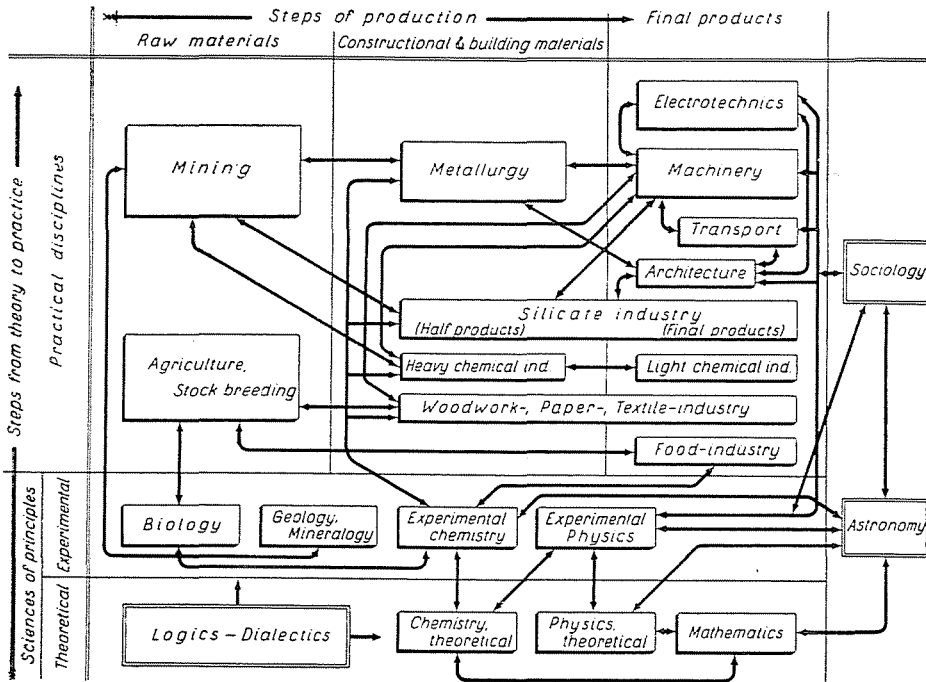 Steps of production
Final products
Raw materials
Constructional & building materials
Steps from theory to practice
Practical disciplines
Electrotechnics
Mining
Metallurgy
Machinery
Transport
Architecture
Sociology
Silicate industry
(Half products)
(Final products)
Agriculture,
Stock breeding
Heavy chemical ind.
Light chemical ind.
Woodwork-, Paper-, Textile-industry
Food-industry
Sciences of principles
Experimental
Biology
Geology,
Mineralogy
Experimental
chemistry
Experimental
Physics
Astronomy
Theoretical
Logics – Dialectics
Chemistry,
theoretical
Physics,
theoretical
Mathematics